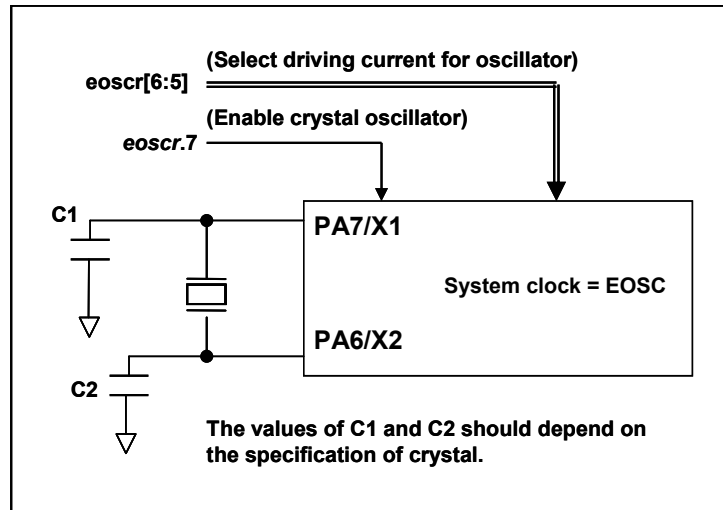 (Select driving current for oscillator)
eoscr[6:5]
(Enable crystal oscillator)
eoscr.7
C1
PA7/X1
System clock = EOSC
PA6/X2
C2
The values of C1 and C2 should depend on
the specification of crystal.